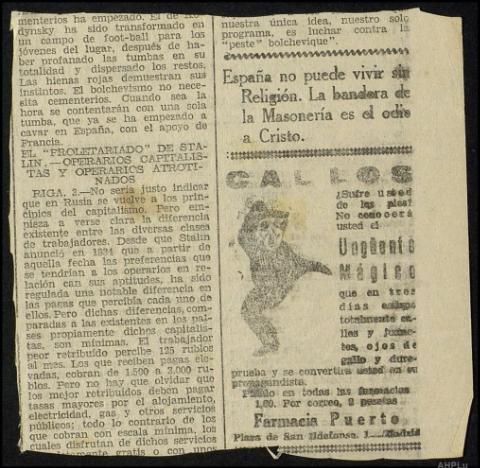 menterios ha empezado. El de
dynsky ha sido transformado en
un campo de foot-ball para los
jóvenes del lugar, después de ha-
ber profanado las tumbas en su
totalidad y dispersado los restos.
Las hienas rojas demuestran sus
instintos. El bolchevismo no nece-
sita cementerios. Cuando sea la
hora se contentarán con una sola
tumba, que ya se ha empezado a
cavar en España, con el apoyo de
Francia.
EL "PROLETARIADO" DE STA-
LIN.—OPERARIOS CAPITALIS-
TAS Y OPERARIOS ATROTI-
NADOS
RIGA, 2.—No sería justo indicar
que en Rusia se vuelve a los prin-
cipios del capitalismo. Pero em-
pieza a verse clara la diferencia
existente entre las diversas clases
de trabajadores. Desde que Stalin
anunció en 1934 que a partir de
aquella fecha las preferencias que
se tendrían a los operarios en re-
lación can sus aptitudes, ha sido
regulada una notable diferencia en
las pagas que percibía cada uno de
ellos. Pero dichas diferencias, com-
paradas a las existentes en los paí-
ses propiamente dichos capitalis-
tas, son mínimas. El trabajador
peor retribuído percibe 125 rublos
al mes. Los que reciben pagas ele-
vadas, cobran de 1.500 a 3.000 ru-
blos. Pero no hay que olvidar que
los mejor retribuídos deben pagar
tasas mayores por el alojamiento,
electricidad, gas y otros servicios
públicos; todo lo contrario de los
que cobran con escala mínima, los
cuales disfrutan de dichos servicios
gratis o con unos
nuestra única idea, nuestro solo
programa, es luchar contra la
"peste" bolchevique".
España no puede vivir sin
Religión. La bandera de
la Masonería es el odio
a Cristo.
CALLOS
¿Sufre usted
de los pies?
No conocerá
usted el
Ungüento
Mágico
que en tres
días extirpa
totalmente ca-
llos y juane-
tes, ojos de
gallo y dure-
prueba y se convertirá usted en su
propagandista.
Pídalo en todas las farmacias
1,60. Por correo, 2 pesetas
Farmacia Puerto
Plaza de San Ildefonso, Madrid
AHPLu